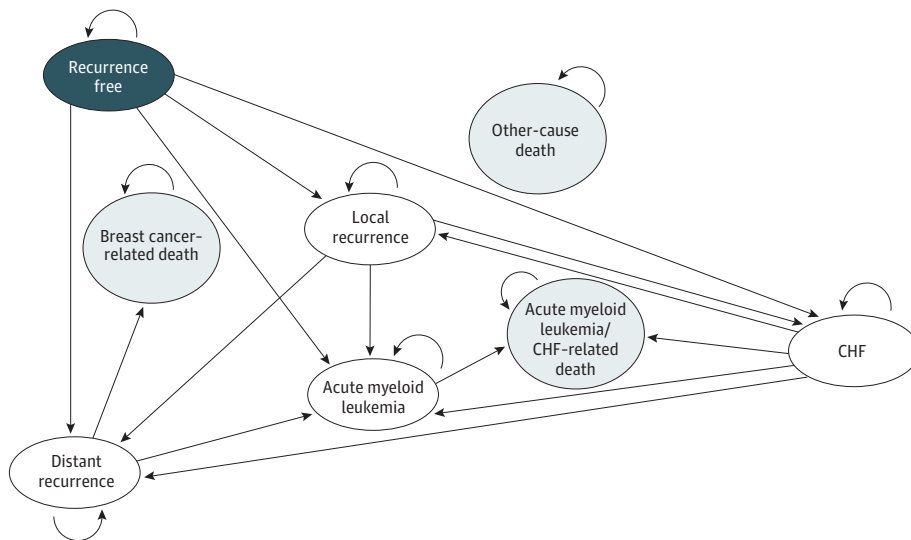 Recurrence
free
Other-cause
death
Breast cancer-
related death
Local
recurrence
Acute myeloid
leukemia/
CHF-related
death
CHF
Acute myeloid
leukemia
Distant
recurrence